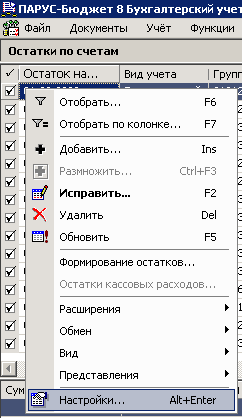 ПАРУС-Бюджет 8 Бухгалтерский учет
Файл Документы Учёт Функции
Остатки по счетам
Остаток на... Вид учета Групп
Отобрать... F6
Отобрать по колонке... F7
Добавить... Ins
Размножить... Ctrl+F3
Исправить... F2
Удалить Del
Обновить F5
Формирование остатков...
Остатки кассовых расходов...
Расширения
Обмен
Вид
Представления
Настройки... Alt+Enter
Сум